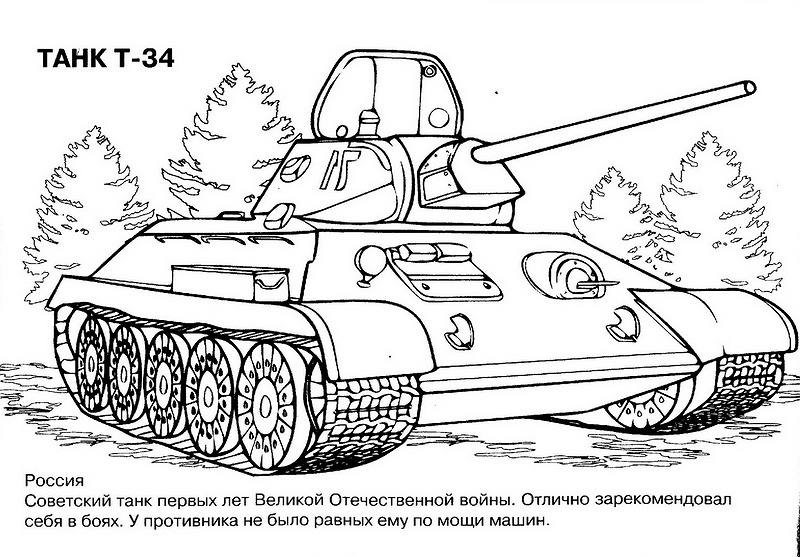 ТАНК Т-34
Россия
Советский танк первых лет Великой Отечественной войны. Отлично зарекомендовал
себя в боях. У противника не было равных ему по мощи машин.